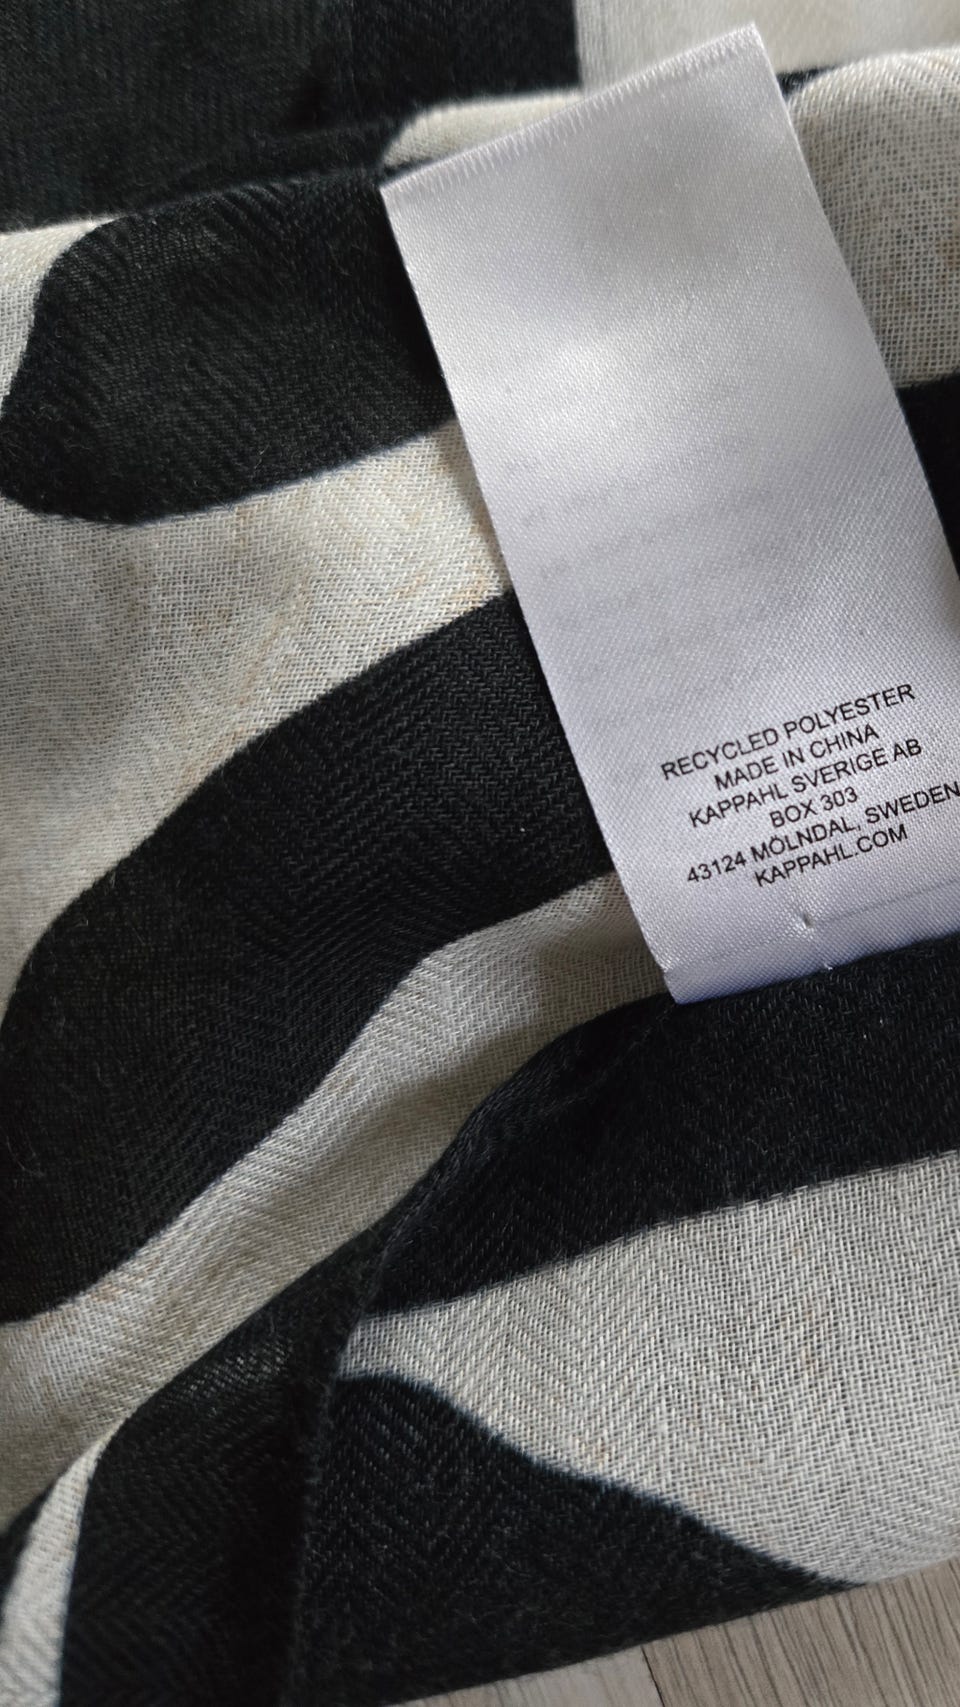 RECYCLED POLYESTER
MADE IN CHINA
KAPPAHL SVERIGE AB
BOX 303
43124 MÖLNDAL, SWEDEN
KAPPAHL.COM